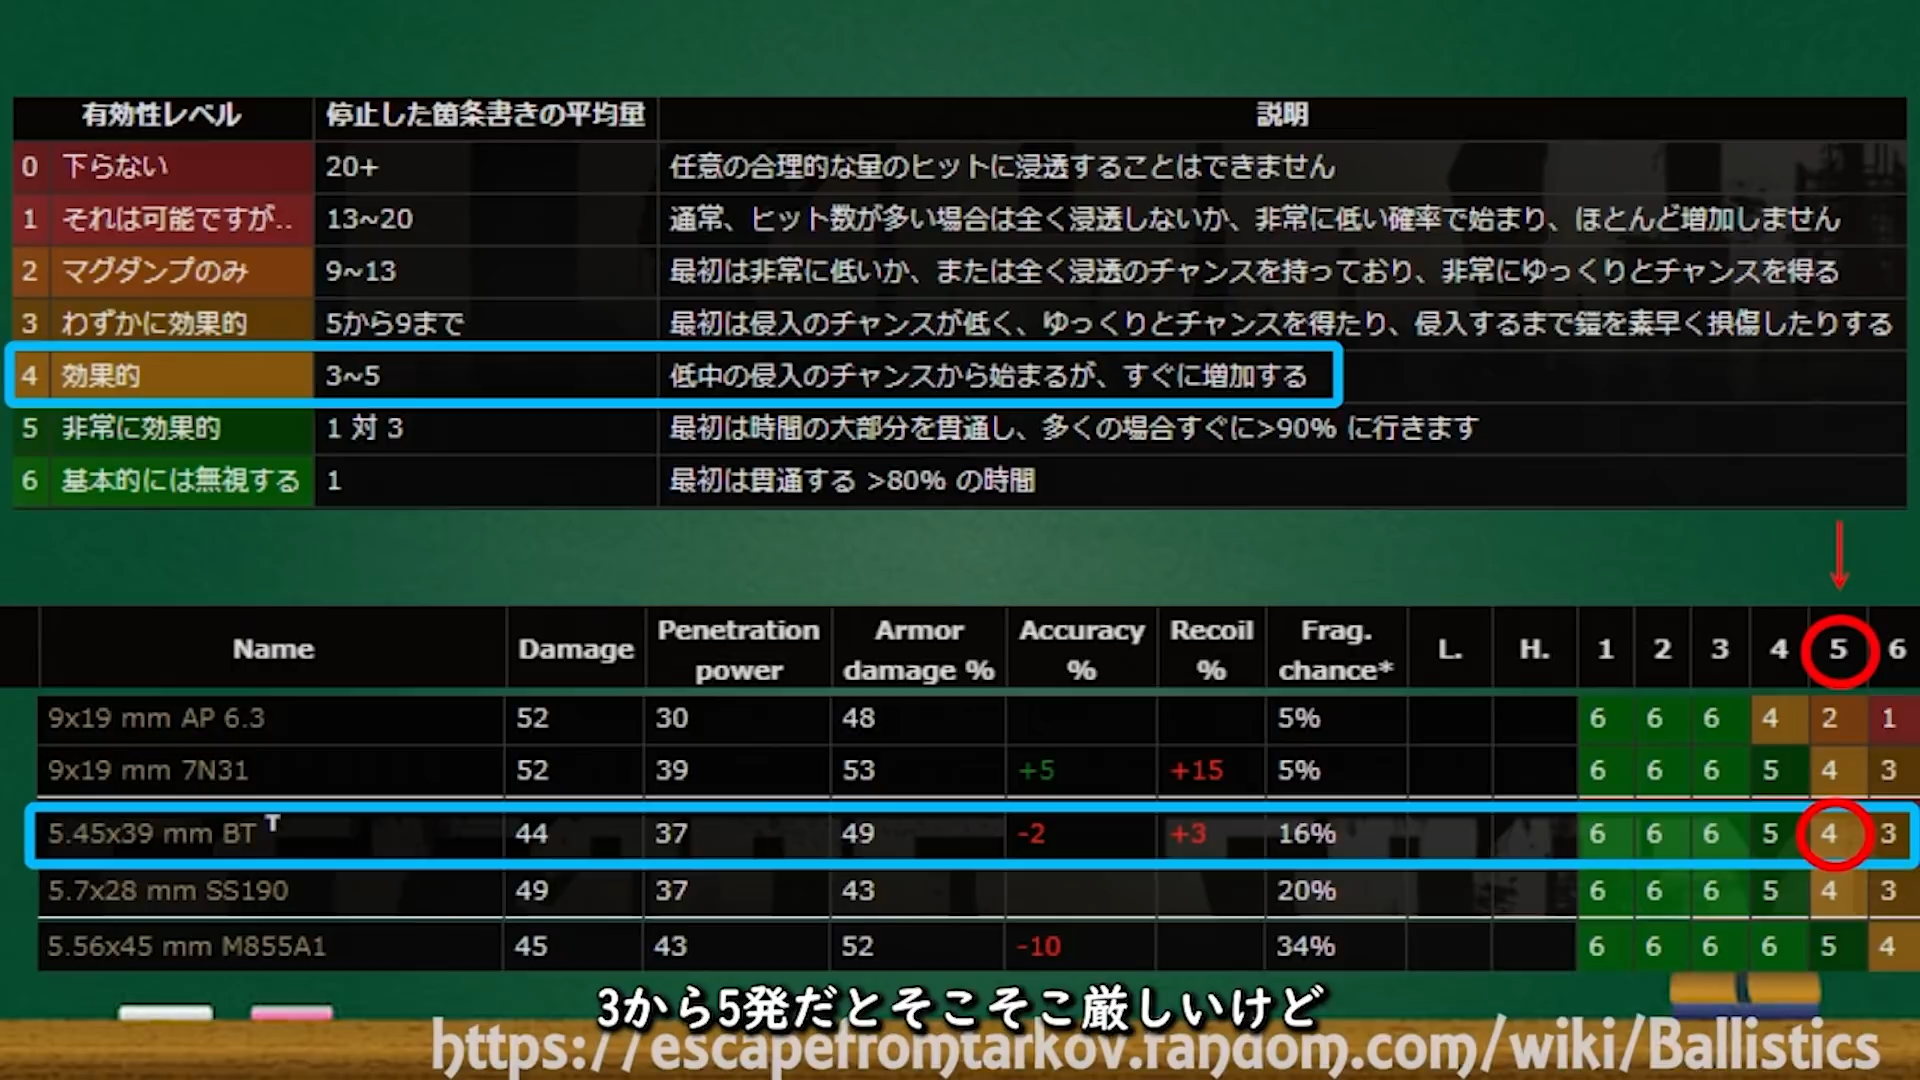 有効性レベル 停止した箇条書きの平均量 説明
0 下らない 20+ 任意の合理的な量のヒットに浸透することはできません
1 それは可能ですが.. 13~20 通常、ヒット数が多い場合は全く浸透しないか、非常に低い確率で始まり、ほとんど増加しません
2 マグダンプのみ 9~13 最初は非常に低いか、または全く浸透のチャンスを持っており、非常にゆっくりとチャンスを得る
3 わずかに効果的 5から9まで 最初は侵入のチャンスが低く、ゆっくりとチャンスを得たり、侵入するまで鎧を素早く損傷したりする
4 効果的 3~5 低中の侵入のチャンスから始まるが、すぐに増加する
5 非常に効果的 1 対 3 最初は時間の大部分を貫通し、多くの場合すぐに>90% に行きます
6 基本的には無視する 1 最初は貫通する >80% の時間
Name Damage Penetration power Armor damage % Accuracy % Recoil % Frag. chance* L. H. 1 2 3 4 5 6
9x19 mm AP 6.3 52 30 48 5% 6 6 6 4 2 1
9x19 mm 7N31 52 39 53 +5 +15 5% 6 6 6 5 4 3
5.45x39 mm BT T 44 37 49 -2 +3 16% 6 6 6 5 4 3
5.7x28 mm SS190 49 37 43 20% 6 6 6 5 4 3
5.56x45 mm M855A1 45 43 52 -10 34% 6 6 6 6 5 4
3から5発だとそこそこ厳しいけど
https://escapefromtarkov.fandom.com/wiki/Ballistics